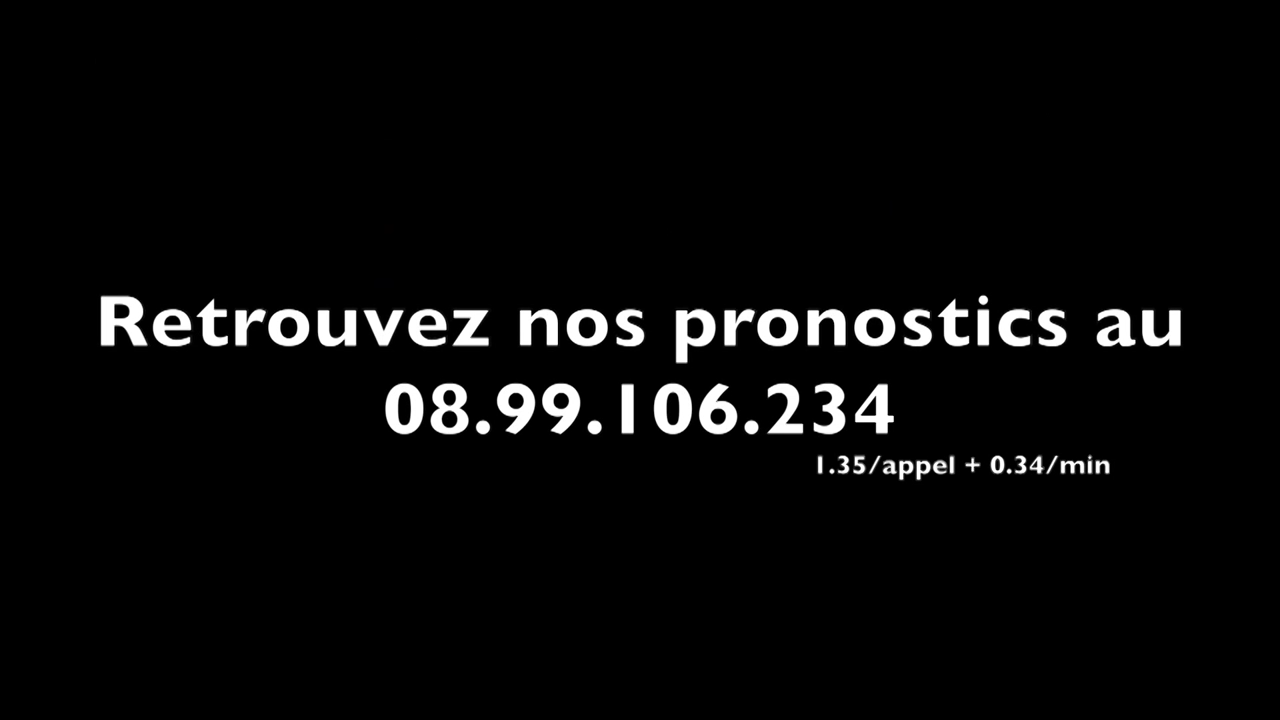 Retrouvez nos pronostics au
08.99.106.234
1.35/appel + 0.34/min